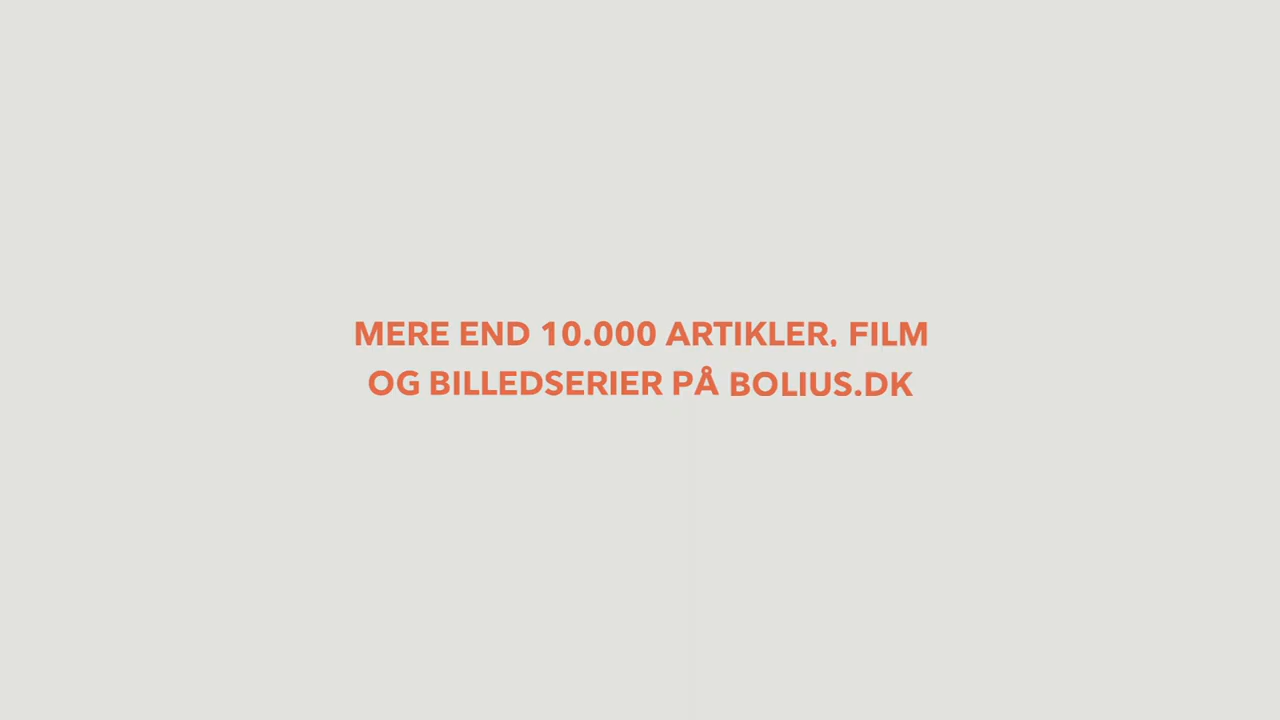 MERE END 10.000 ARTIKLER, FILM
OG BILLEDSERIER PÅ BOLIUS.DK